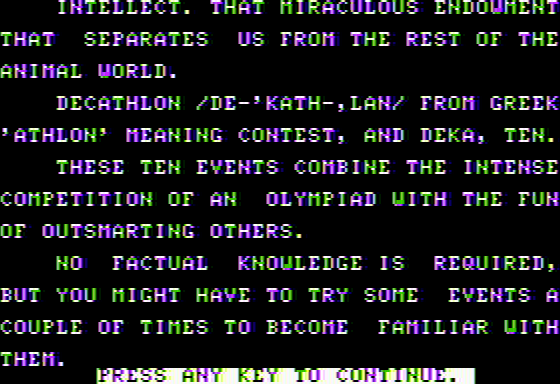 INTELLECT. THAT MIRACULOUS ENDOWMENT
THAT SEPARATES US FROM THE REST OF THE
ANIMAL WORLD.
DECATHLON /DE-'KATH-,LAN/ FROM GREEK
'ATHLON' MEANING CONTEST, AND DEKA, TEN.
THESE TEN EVENTS COMBINE THE INTENSE
COMPETITION OF AN OLYMPIAD WITH THE FUN
OF OUTSMARTING OTHERS.
NO FACTUAL KNOWLEDGE IS REQUIRED,
BUT YOU MIGHT HAVE TO TRY SOME EVENTS A
COUPLE OF TIMES TO BECOME FAMILIAR WITH
THEM.
PRESS ANY KEY TO CONTINUE.